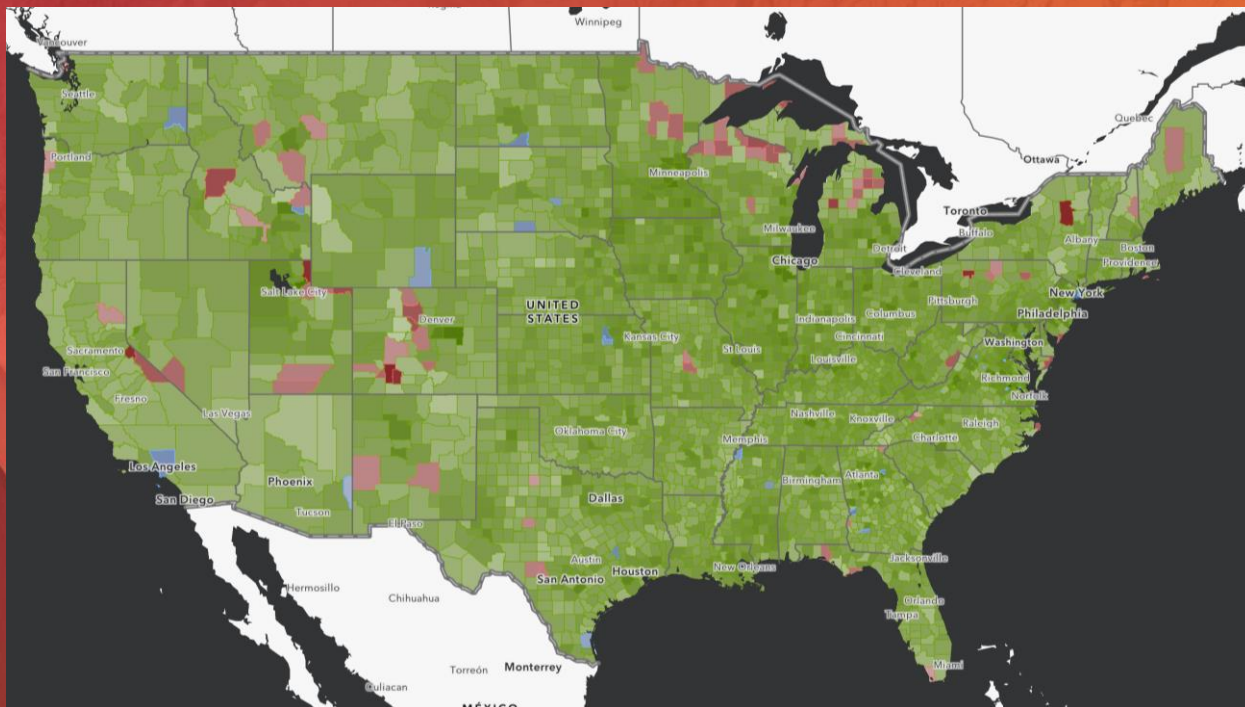 Winnipeg
Vancouver
Seattle
Quebec
Portland
Ottawa
Minneapolis
Toronto
Milwaukee
Buffalo
Albany
Detroit
Boston
Chicago
Providence
Cleveland
Salt Lake City
New York
UNITED
STATES
Denver
Pittsburgh
Indianapolis
Columbus
Philadelphia
Kansas City
Cincinnati
Washington
Sacramento
St Louis
Louisville
San Francisco
Richmond
Norfolk
Fresno
Las Vegas
Nashville
Knoxville
Raleigh
Oklahoma City
Memphis
Charlotte
Los Angeles
Atlanta
Phoenix
Birmingham
San Diego
Dallas
Tucson
El Paso
Jacksonville
Austin
New Orleans
Houston
San Antonio
Hermosillo
Chihuahua
Orlando
Tampa
Miami
Monterrey
Torreón
Culiacan
MÉXICO